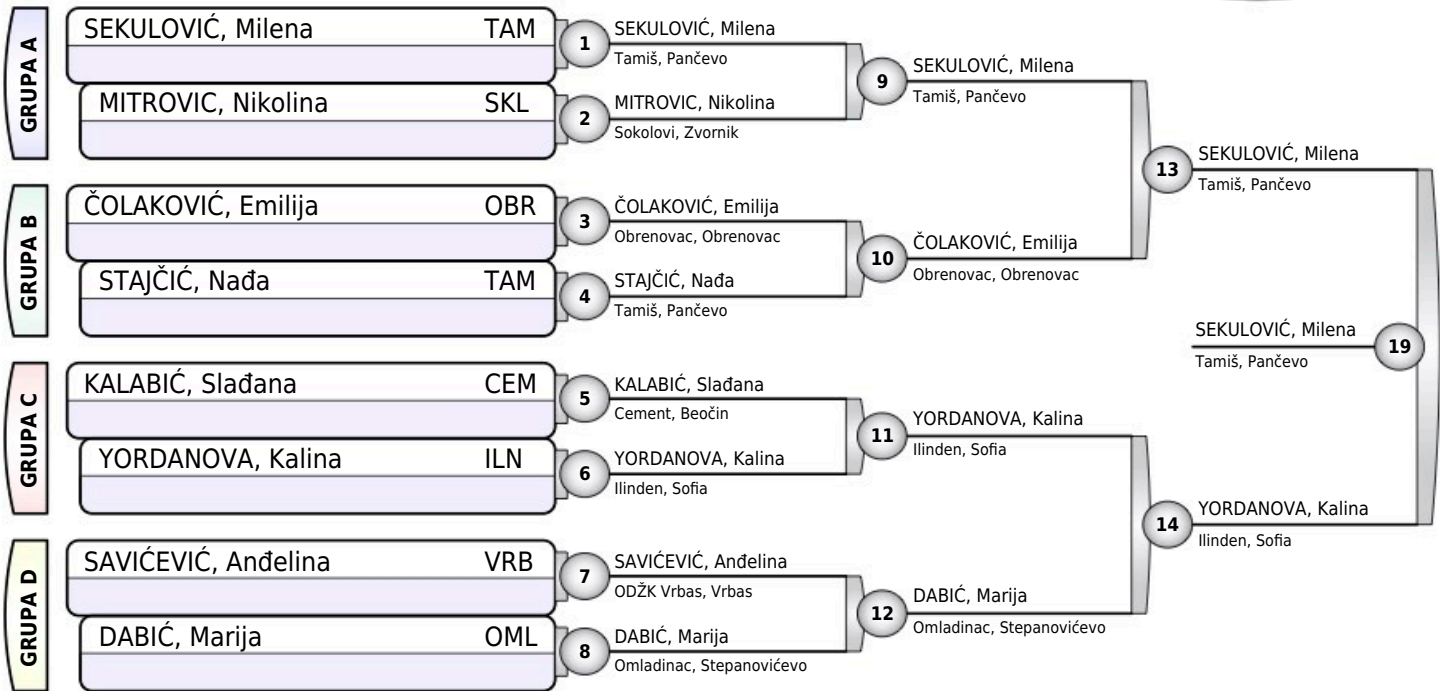 GRUPA A
SEKULOVIĆ, Milena TAM
MITROVIC, Nikolina SKL
GRUPA B
ČOLAKOVIĆ, Emilija OBR
STAJČIĆ, Nađa TAM
GRUPA C
KALABIĆ, Slađana CEM
YORDANOVA, Kalina ILN
GRUPA D
SAVIĆEVIĆ, Anđelina VRB
DABIĆ, Marija OML
1
SEKULOVIĆ, Milena
Tamiš, Pančevo
2
MITROVIC, Nikolina
Sokolovi, Zvornik
3
ČOLAKOVIĆ, Emilija
Obrenovac, Obrenovac
4
STAJČIĆ, Nađa
Tamiš, Pančevo
5
KALABIĆ, Slađana
Cement, Beočin
6
YORDANOVA, Kalina
Ilinden, Sofia
7
SAVIĆEVIĆ, Anđelina
ODŽK Vrbas, Vrbas
8
DABIĆ, Marija
Omladinac, Stepanovićevo
9
SEKULOVIĆ, Milena
Tamiš, Pančevo
10
ČOLAKOVIĆ, Emilija
Obrenovac, Obrenovac
11
YORDANOVA, Kalina
Ilinden, Sofia
12
DABIĆ, Marija
Omladinac, Stepanovićevo
13
SEKULOVIĆ, Milena
Tamiš, Pančevo
14
YORDANOVA, Kalina
Ilinden, Sofia
SEKULOVIĆ, Milena
Tamiš, Pančevo
19